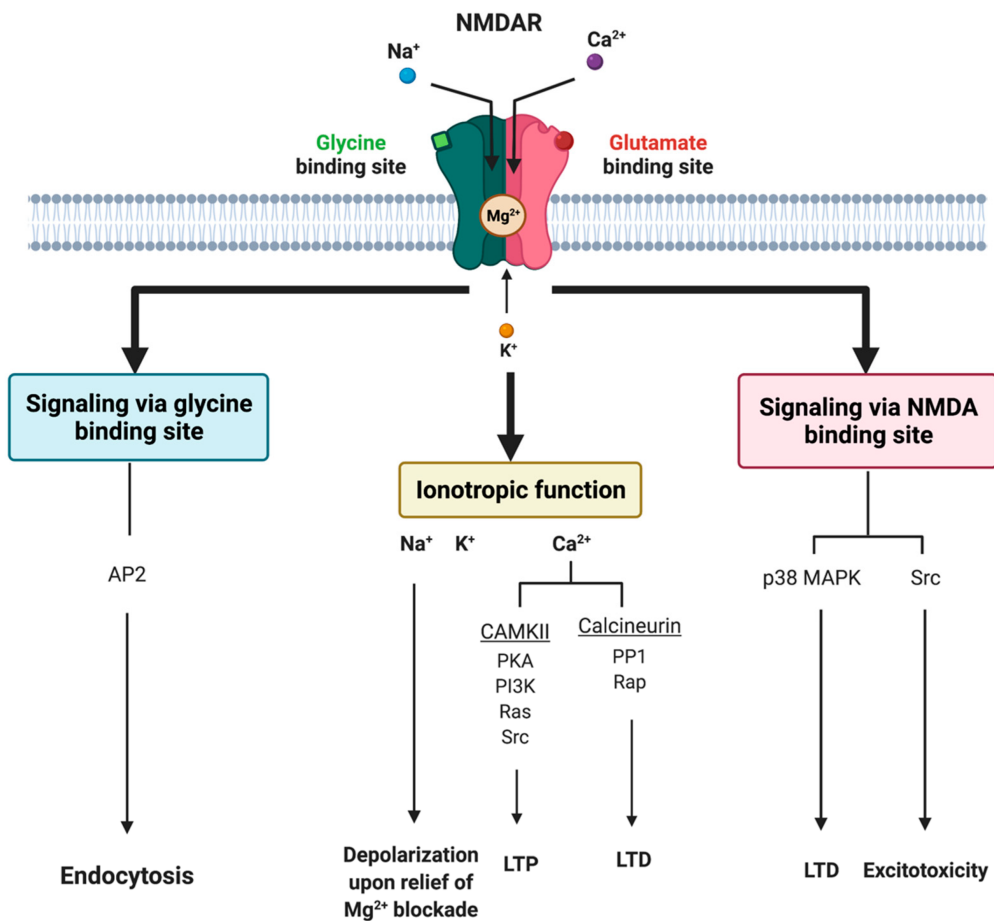 NMDAR
Na⁺
Ca²⁺
Glycine
binding site
Glutamate
binding site
Mg²⁺
K⁺
Signaling via glycine
binding site
Signaling via NMDA
binding site
Ionotropic function
Na⁺ K⁺ Ca²⁺
AP2
p38 MAPK
Src
CAMKII
PKA
PI3K
Ras
Src
Calcineurin
PP1
Rap
Endocytosis
Depolarization
upon relief of
Mg²⁺ blockade
LTP
LTD
LTD
Excitotoxicity